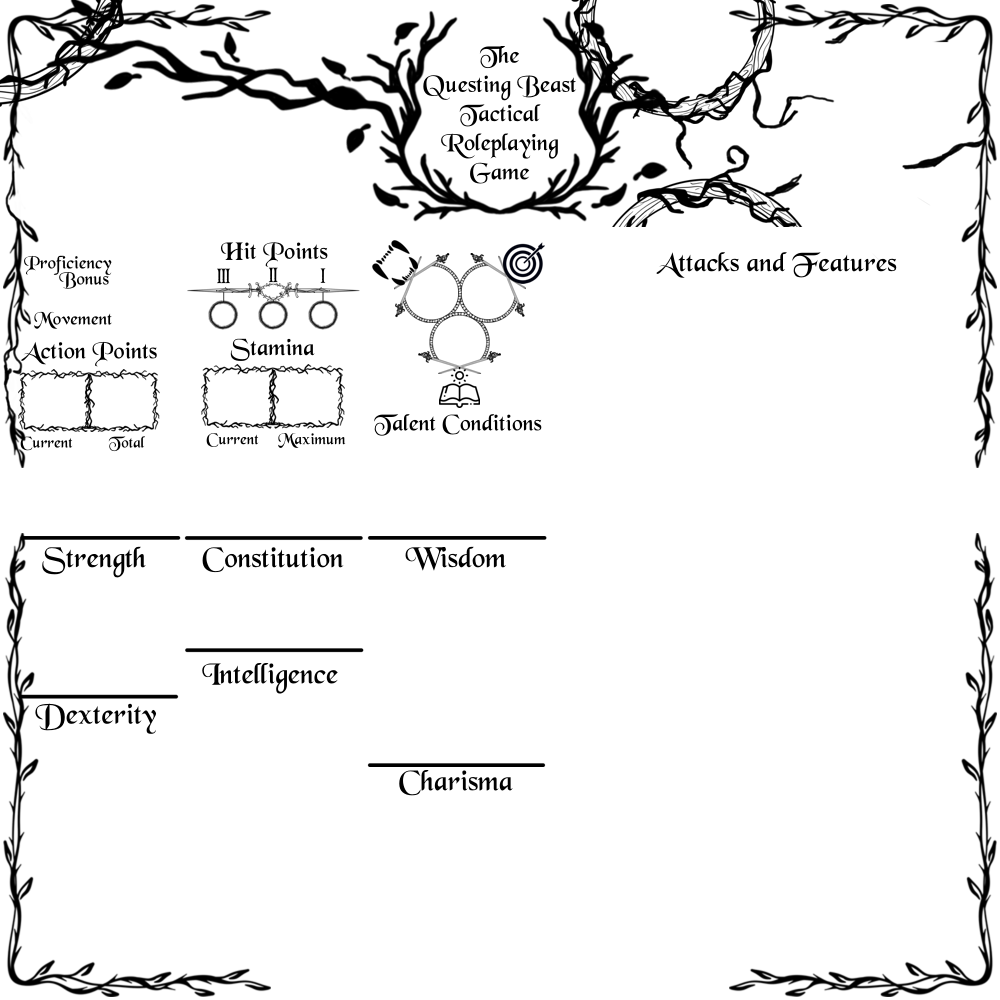 The
Questing Beast
Tactical
Roleplaying
Game
Proficiency
Bonus
Movement
Action Points
Current Total
Hit Points
III II I
Stamina
Current Maximum
Talent Conditions
Attacks and Features
Strength
Constitution
Wisdom
Intelligence
Dexterity
Charisma